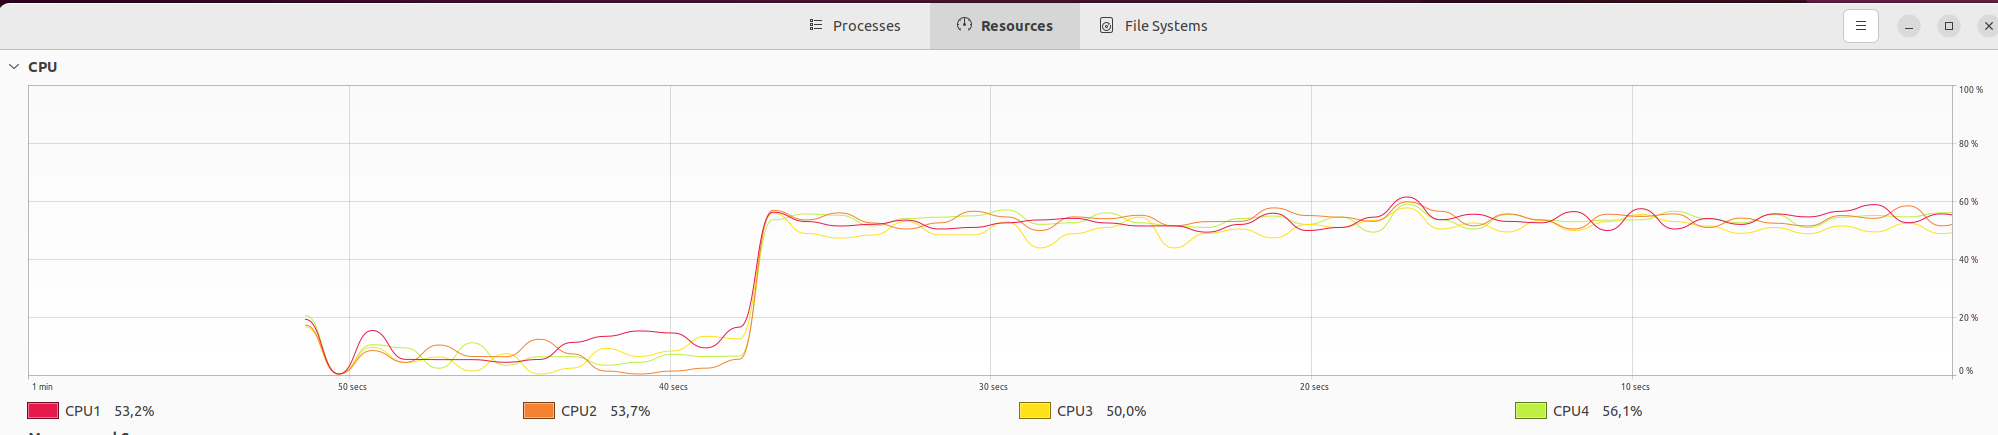 Processes Resources File Systems
CPU
100 %
80 %
60 %
40 %
20 %
0 %
1 min 50 secs 40 secs 30 secs 20 secs 10 secs
CPU1 53,2% CPU2 53,7% CPU3 50,0% CPU4 56,1%